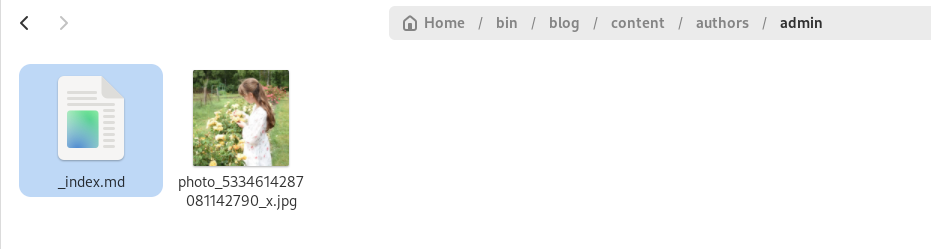 Home / bin / blog / content / authors / admin
_index.md
photo_5334614287
081142790_x.jpg